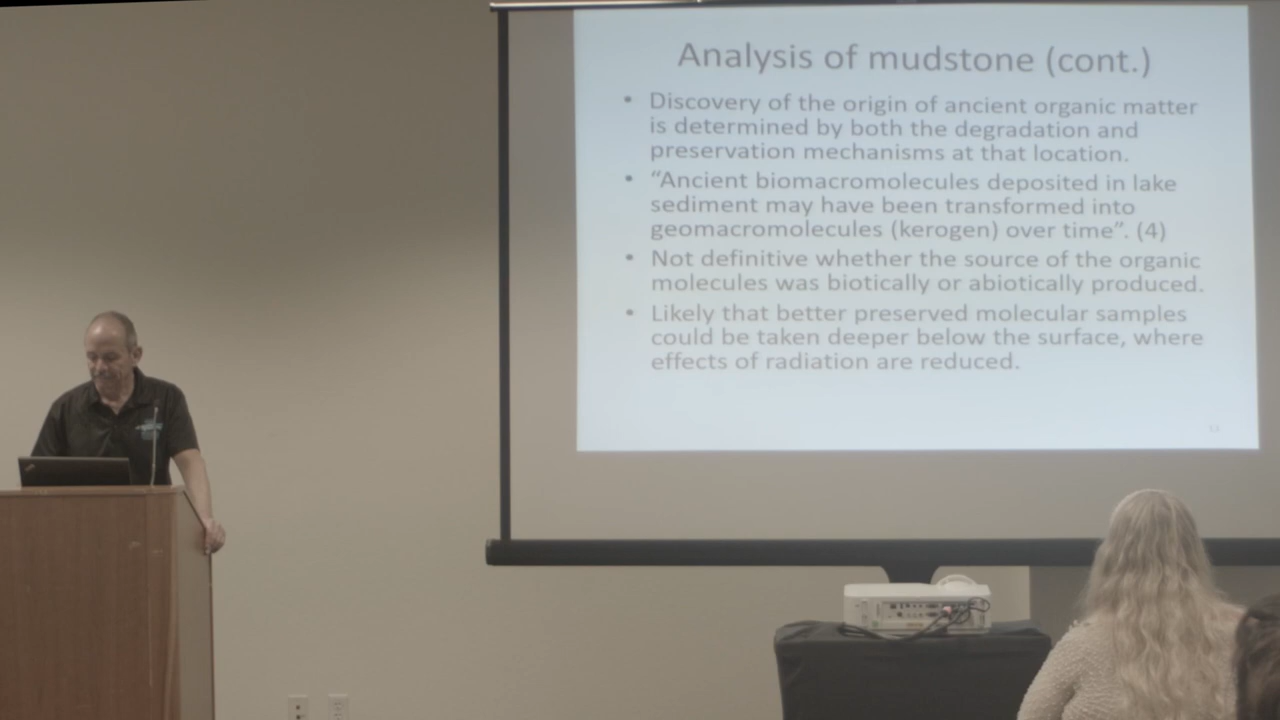 Analysis of mudstone (cont.)
• Discovery of the origin of ancient organic matter
is determined by both the degradation and
preservation mechanisms at that location.
• “Ancient biomacromolecules deposited in lake
sediment may have been transformed into
geomacromolecules (kerogen) over time”. (4)
• Not definitive whether the source of the organic
molecules was biotically or abiotically produced.
• Likely that better preserved molecular samples
could be taken deeper below the surface, where
effects of radiation are reduced.